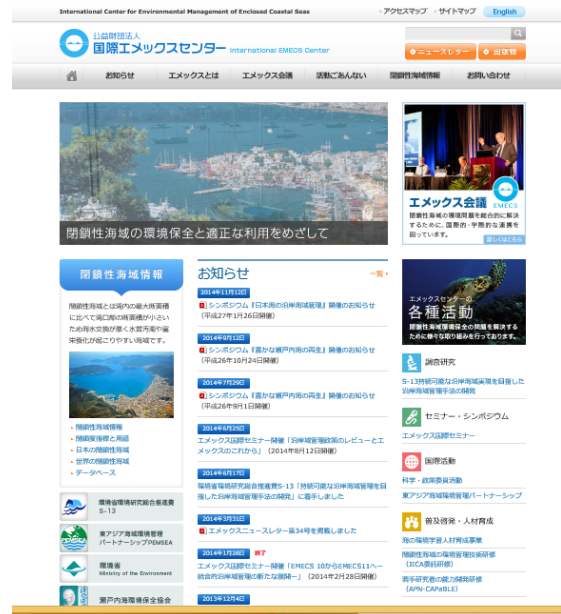 International Center for Environmental Management of Enclosed Coastal Seas
アクセスマップ
サイトマップ
English
公益財団法人
国際エメックスセンター International EMECS Center
ニュースレター
出版物
お知らせ
エメックスとは
エメックス会議
活動ごあんない
閉鎖性海域情報
お問い合わせ
閉鎖性海域の環境保全と適正な利用をめざして
エメックス会議 EMECS
閉鎖性海域の環境問題を総合的に解決
するために、国際的・学際的な連携を
図っています。
詳しくはこちら
閉鎖性海域情報
閉鎖性海域とは湾内の最大断面積
に比べて湾口部の断面積が小さい
ため海水交換が悪く水質汚濁や富
栄養化が起こりやすい海域です。
閉鎖性海域情報
閉鎖度指標と用語
日本の閉鎖性海域
世界の閉鎖性海域
データベース
環境省環境研究総合推進費
S-13
東アジア海域環境管理
パートナーシップPEMSEA
環境省
Ministry of the Environment
瀬戸内海環境保全協会
お知らせ
一覧
2014年11月12日
シンポジウム『日本海の沿岸海域管理』開催のお知らせ
(平成27年1月26日開催)
2014年9月12日
シンポジウム『豊かな瀬戸内海の再生』開催のお知らせ
(平成26年10月24日開催)
2014年7月29日
シンポジウム『豊かな瀬戸内海の再生』開催のお知らせ
(平成26年9月1日開催)
2014年6月25日
エメックス国際セミナー開催「沿岸域管理政策のレビューとエ
メックスのこれから」(2014年8月12日開催)
2014年6月17日
環境省環境研究総合推進費S-13「持続可能な沿岸海域実現を目
指した沿岸海域管理手法の開発」に着手しました
2014年3月31日
エメックスニュースレター第34号を掲載しました
2014年1月28日 終了
エメックス国際セミナー開催「EMECS 10からEMECS11へ～
統合的沿岸域管理の新たな展開～」(2014年2月28日開催)
2013年12月4日
エメックスセンターの
各種活動
閉鎖性海域環境保全の問題を解決する
ために様々な取り組みを行っております。
調査研究
S-13持続可能な沿岸海域実現を目指した
沿岸海域管理手法の開発
セミナー・シンポジウム
エメックス国際セミナー
国際活動
科学・政策委員活動
東アジア海域環境管理パートナーシップ
普及啓発・人材育成
海の環境学習人材育成事業
閉鎖性海域の環境管理技術研修
(JICA委託研修)
若手研究者の能力開発研修
(APN-CAPaBLE)